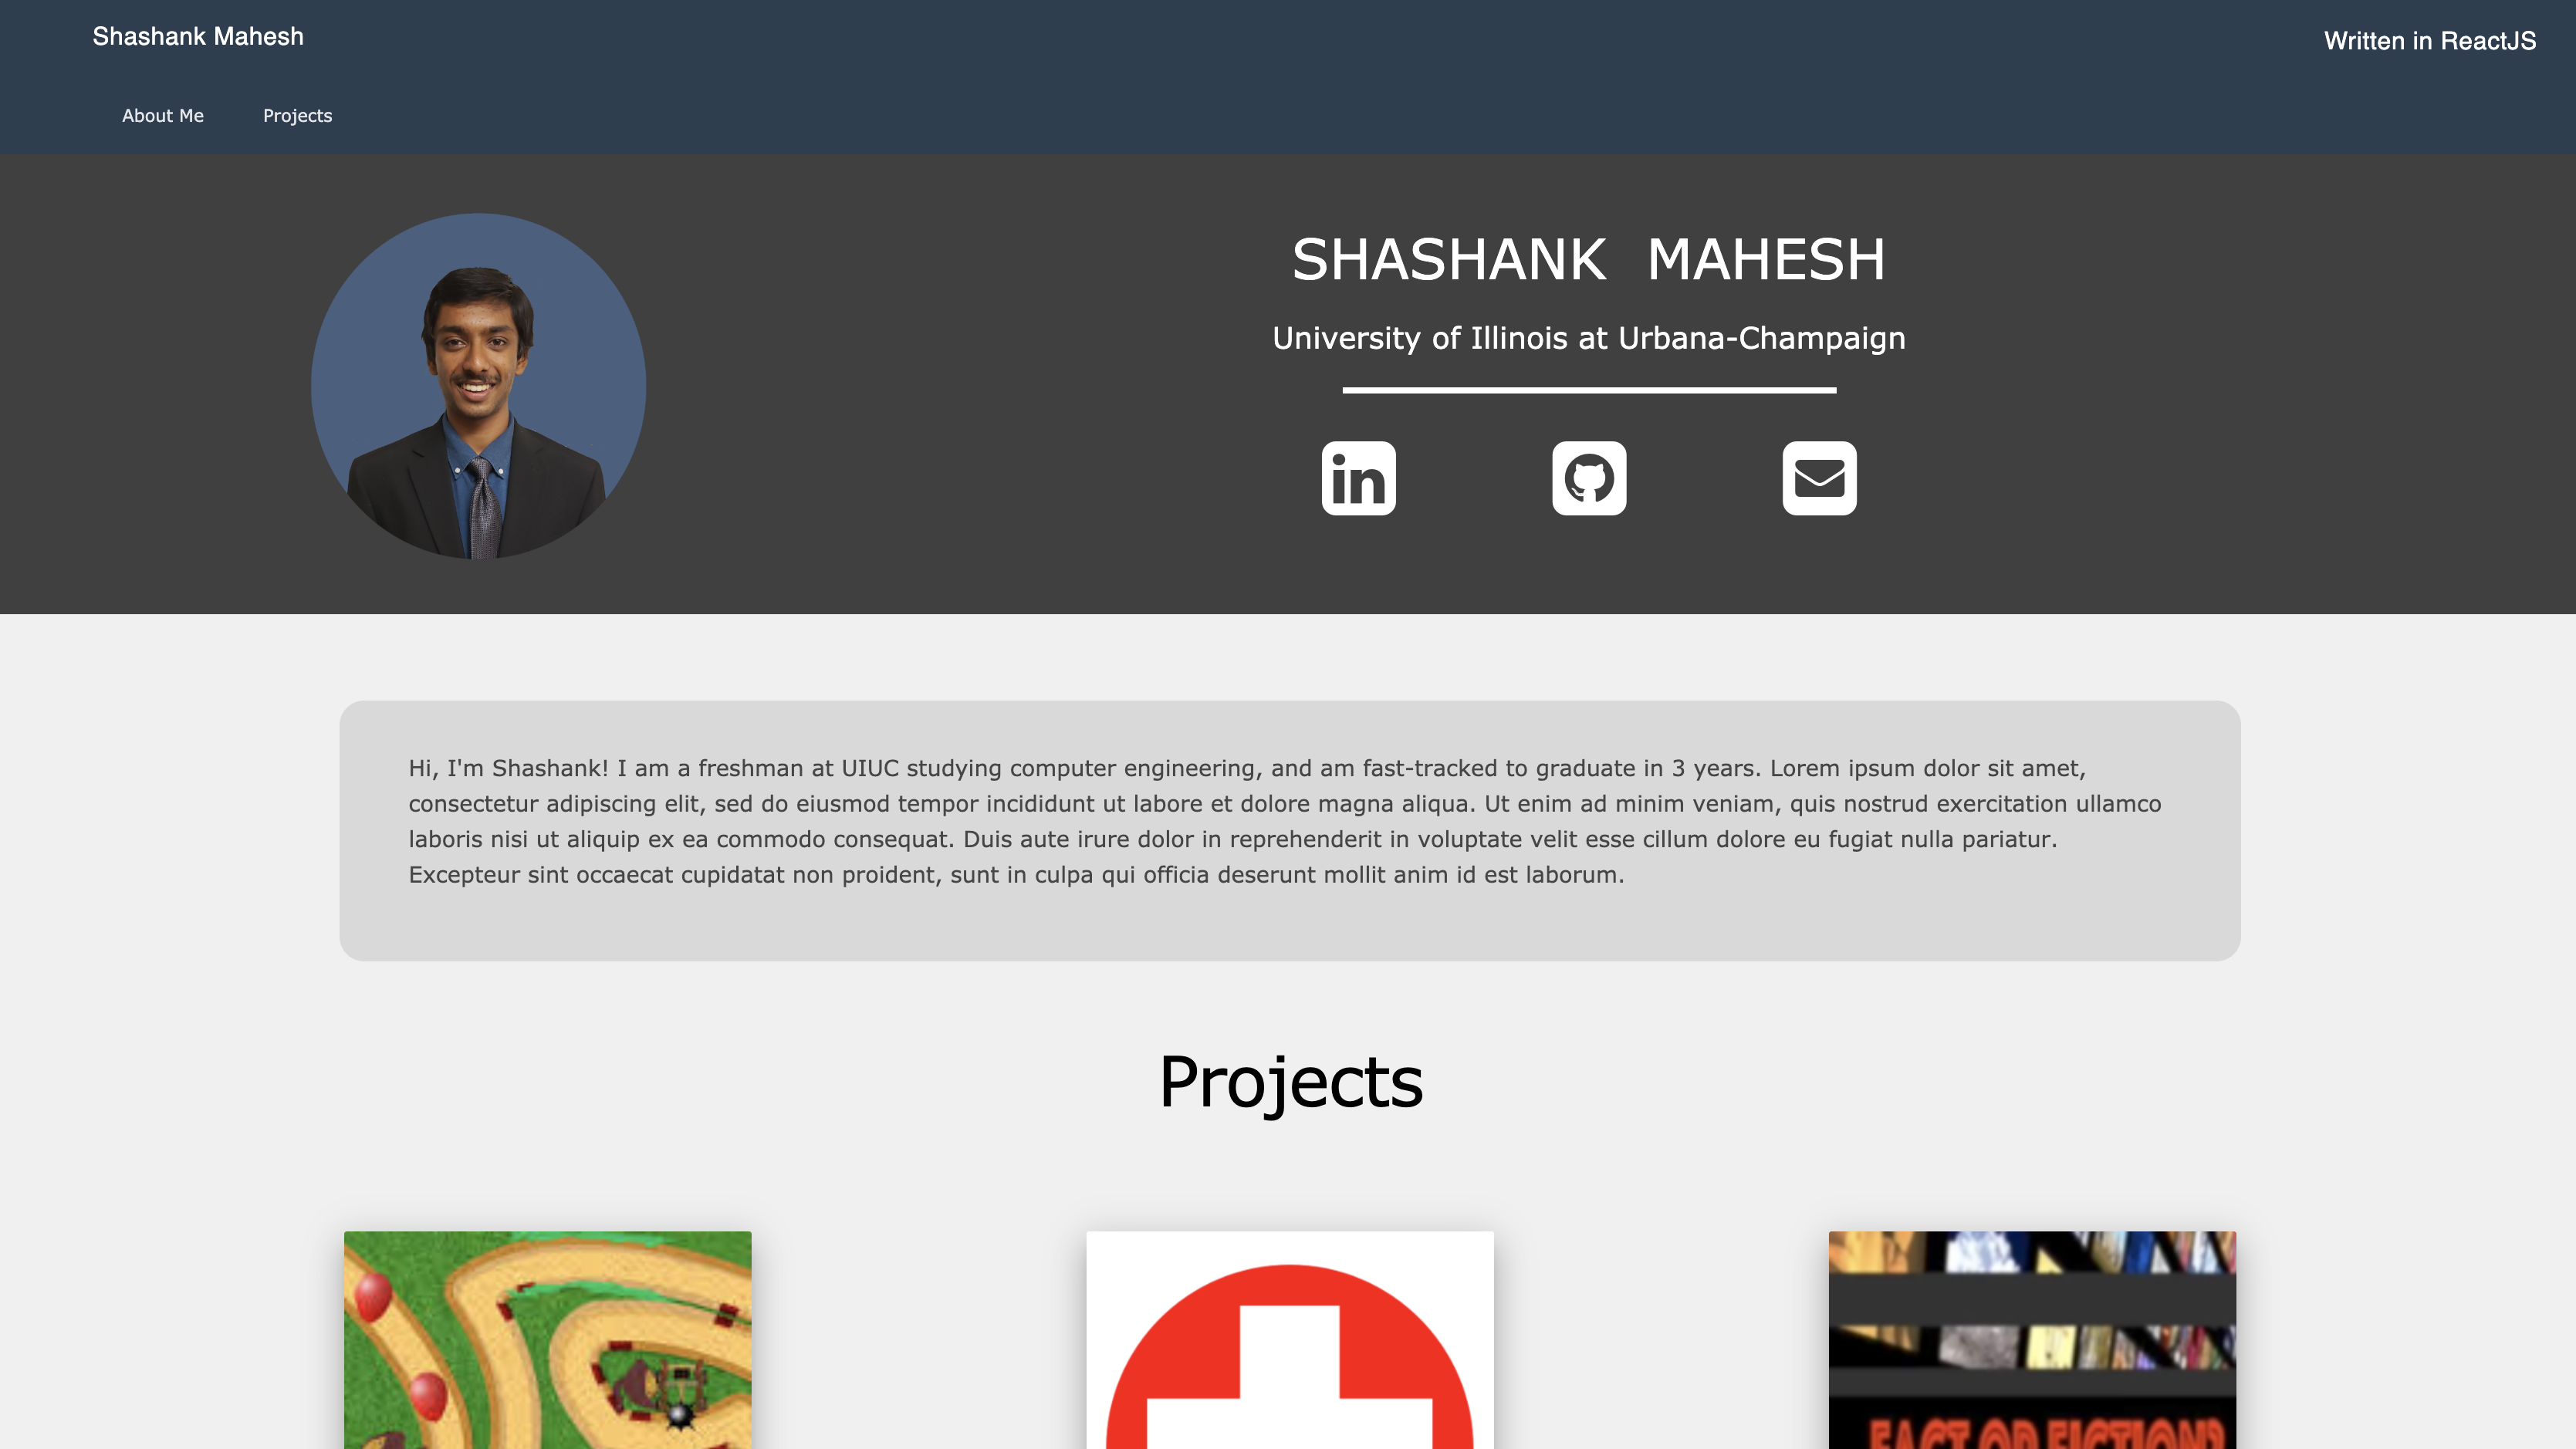 Shashank Mahesh
Written in ReactJS
About Me
Projects
SHASHANK MAHESH
University of Illinois at Urbana-Champaign
in
Hi, I'm Shashank! I am a freshman at UIUC studying computer engineering, and am fast-tracked to graduate in 3 years. Lorem ipsum dolor sit amet,
consectetur adipiscing elit, sed do eiusmod tempor incididunt ut labore et dolore magna aliqua. Ut enim ad minim veniam, quis nostrud exercitation ullamco
laboris nisi ut aliquip ex ea commodo consequat. Duis aute irure dolor in reprehenderit in voluptate velit esse cillum dolore eu fugiat nulla pariatur.
Excepteur sint occaecat cupidatat non proident, sunt in culpa qui officia deserunt mollit anim id est laborum.
Projects
FACT OR FICTION?